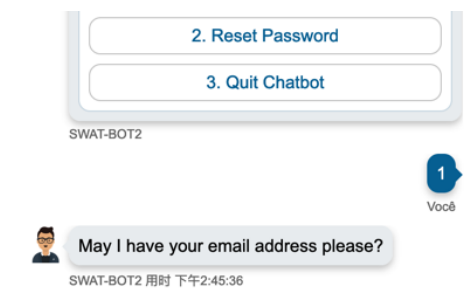 2. Reset Password
3. Quit Chatbot
SWAT-BOT2
1
Você
May I have your email address please?
SWAT-BOT2 用时 下午2:45:36